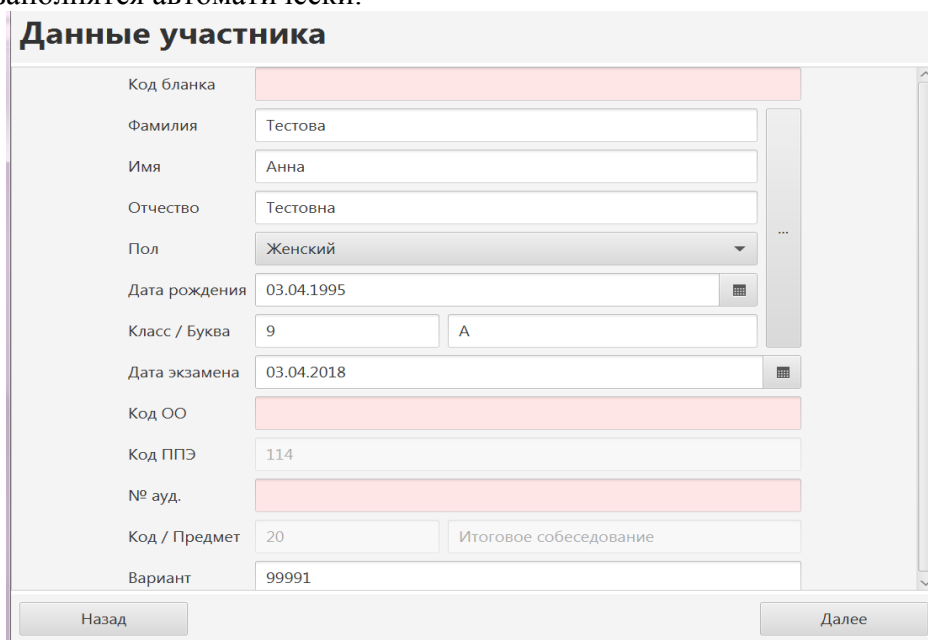 заполнятся автоматически.
Данные участника
Код бланка
Фамилия Тестова
Имя Анна
Отчество Тестовна
...
Пол Женский
Дата рождения 03.04.1995
Класс / Буква 9 А
Дата экзамена 03.04.2018
Код ОО
Код ППЭ 114
№ ауд.
Код / Предмет 20 Итоговое собеседование
Вариант 99991
Назад Далее